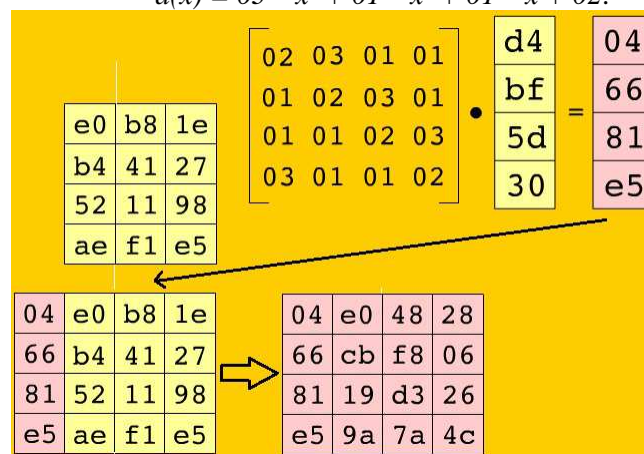 02 03 01 01
01 02 03 01
01 01 02 03
03 01 01 02
•
d4
bf
5d
30
=
04
66
81
e5
e0 b8 1e
b4 41 27
52 11 98
ae f1 e5
04 e0 b8 1e
66 b4 41 27
81 52 11 98
e5 ae f1 e5
04 e0 48 28
66 cb f8 06
81 19 d3 26
e5 9a 7a 4c